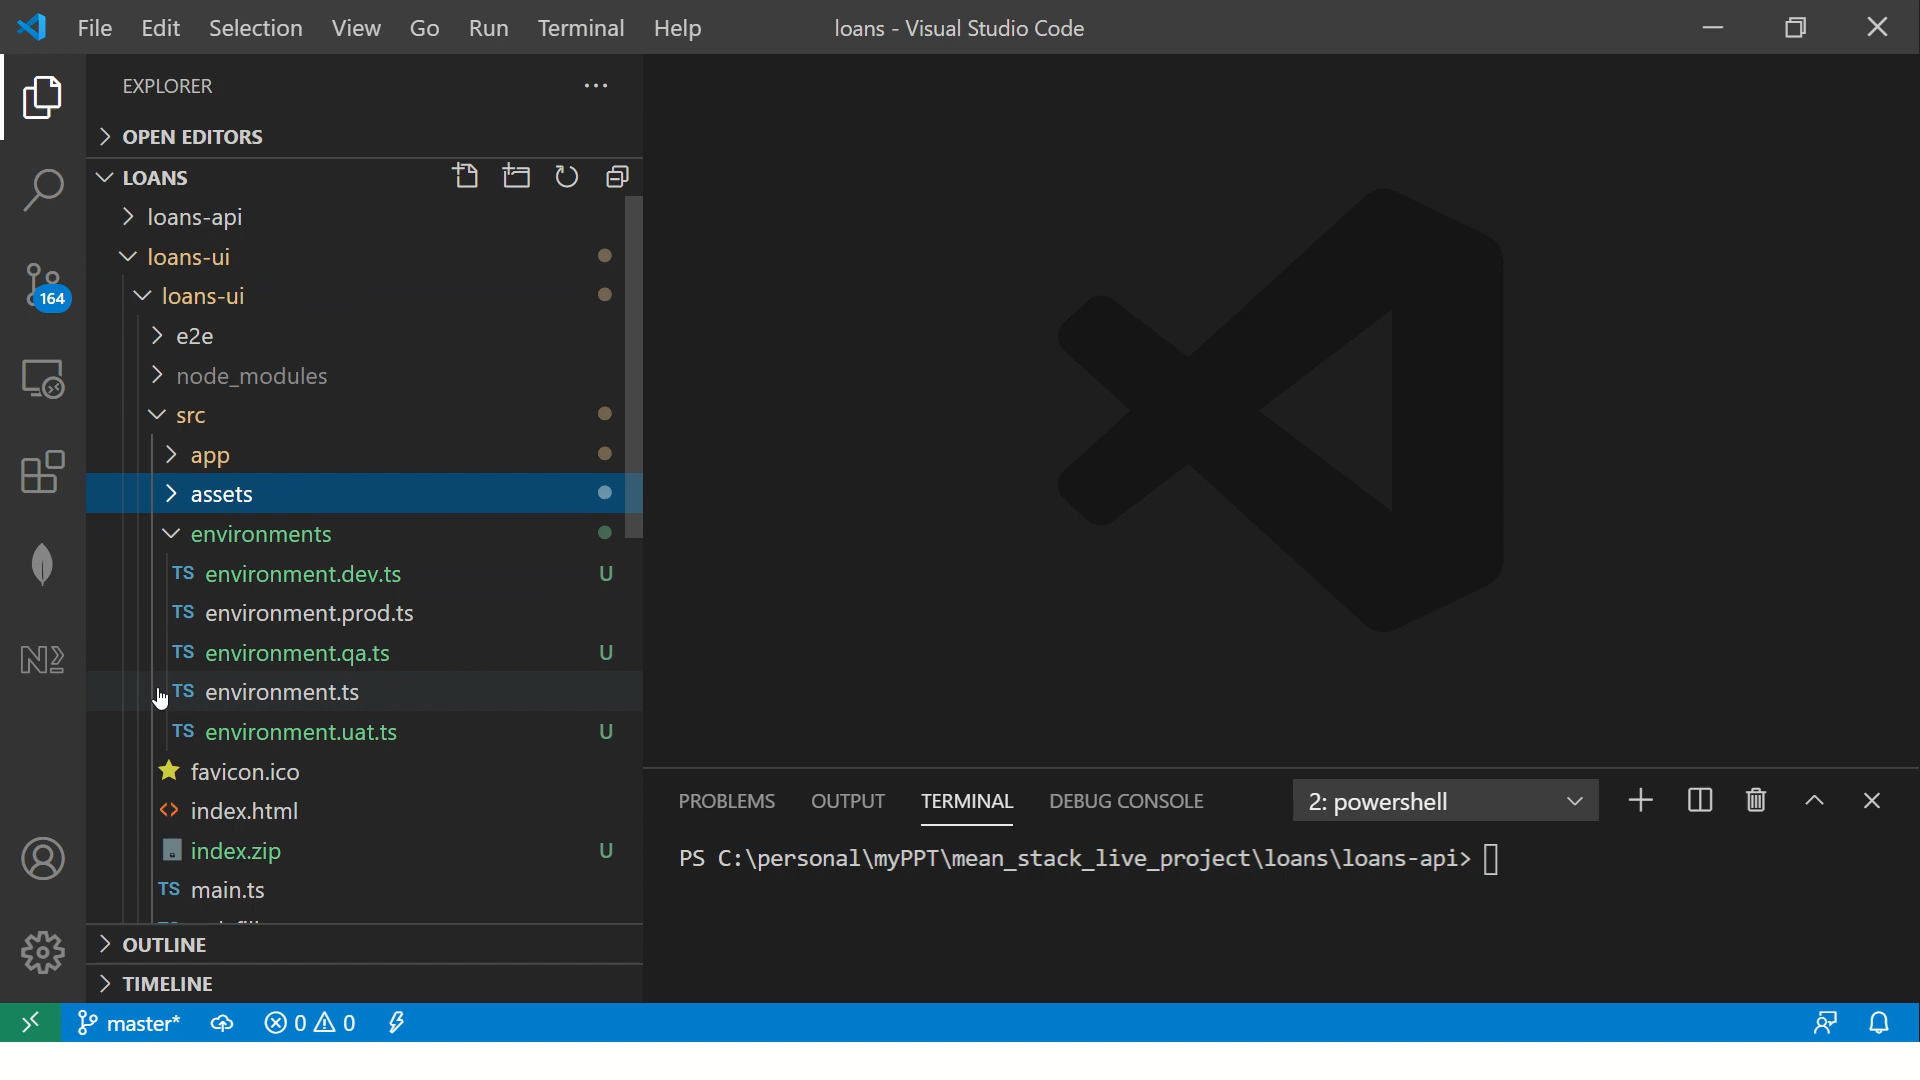 File Edit Selection View Go Run Terminal Help
loans - Visual Studio Code
EXPLORER
OPEN EDITORS
LOANS
loans-api
loans-ui
loans-ui
e2e
node_modules
src
app
assets
environments
TS environment.dev.ts U
TS environment.prod.ts
TS environment.qa.ts U
TS environment.ts
TS environment.uat.ts U
favicon.ico
index.html
index.zip U
TS main.ts
OUTLINE
TIMELINE
164
PROBLEMS OUTPUT TERMINAL DEBUG CONSOLE 2: powershell
PS C:\personal\myPPT\mean_stack_live_project\loans\loans-api>
master* 0 0